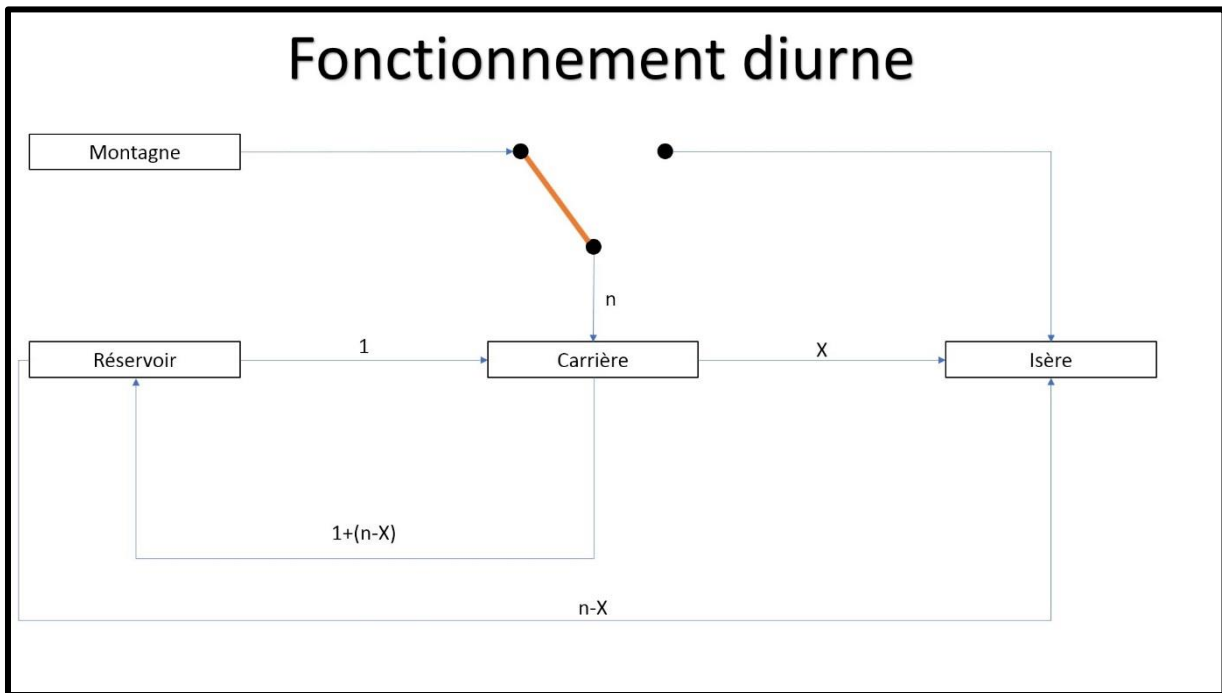 Fonctionnement diurne
Montagne
n
Réservoir
1
Carrière
X
Isère
1+(n-X)
n-X